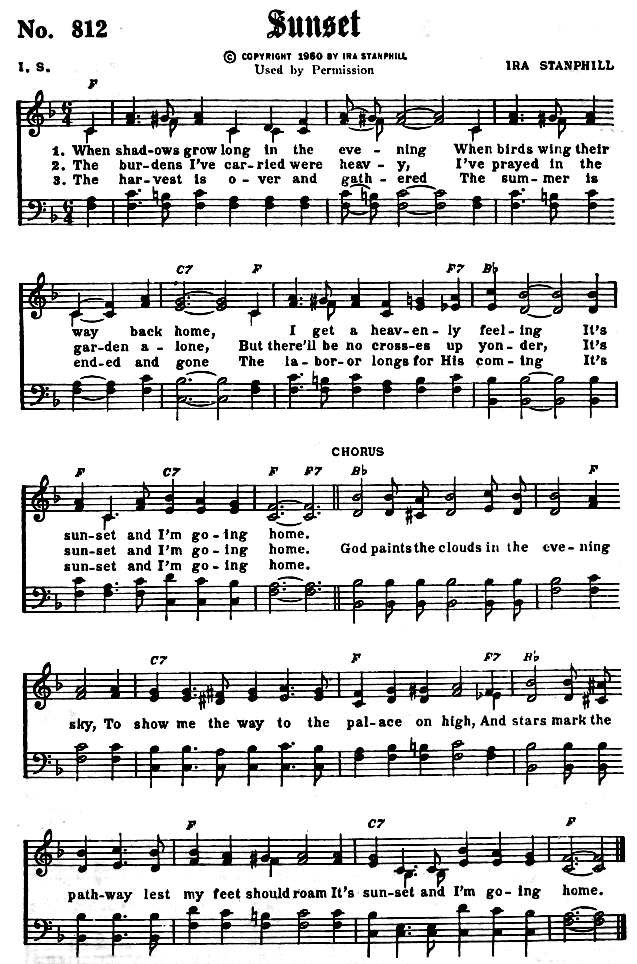 No. 812
Sunset
© COPYRIGHT 1950 BY IRA STANPHILL
Used by Permission
I. S.
IRA STANPHILL
F
1. When shad-ows grow long in the eve - ning When birds wing their
2. The bur-dens I've car-ried were heav - y, I've prayed in the
3. The har-vest is o - ver and gath - ered The sum - mer is
C7 F F7 B♭
way back home, I get a heav-en-ly feel-ing It's
gar-den a - lone, But there'll be no cross-es up yon-der, It's
end-ed and gone The la-bor-or longs for His com-ing It's
CHORUS
F C7 F F7 B♭ F
sun-set and I'm go-ing home.
sun-set and I'm go-ing home. God paints the clouds in the eve-ning
sun-set and I'm go-ing home.
C7 F F7 B♭
sky, To show me the way to the pal-ace on high, And stars mark the
F C7 F
path-way lest my feet should roam It's sun-set and I'm go-ing home.